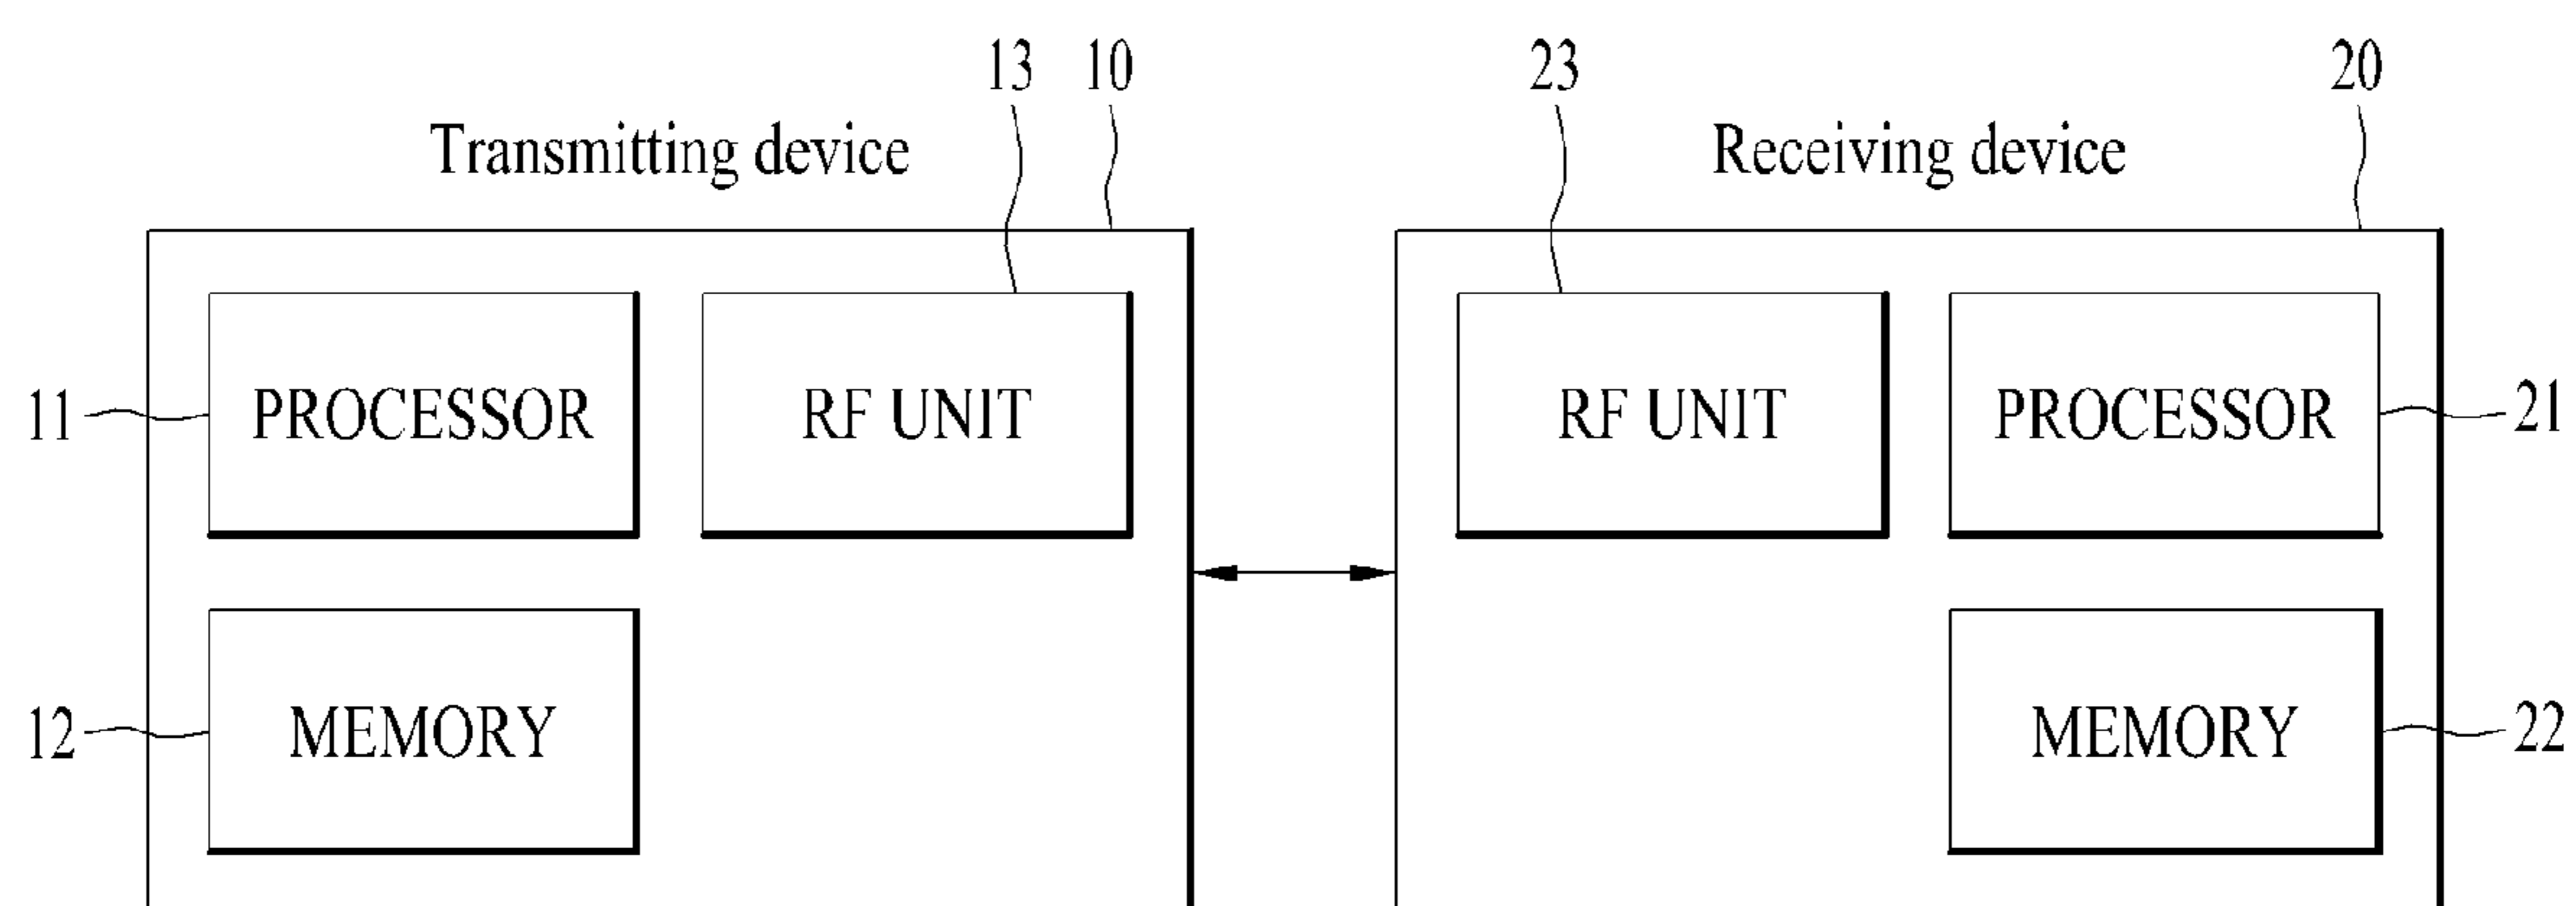 13 10 23 20
Transmitting device Receiving device
11 PROCESSOR RF UNIT RF UNIT PROCESSOR 21
12 MEMORY MEMORY 22